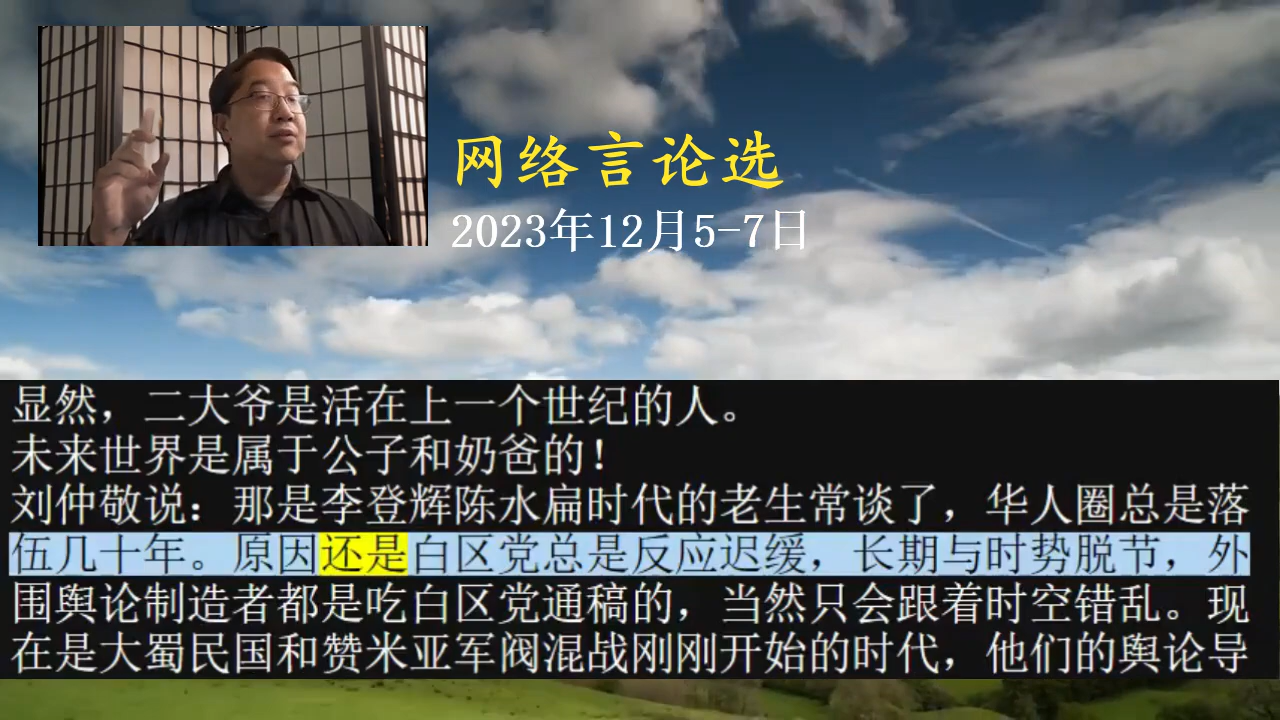 网络言论选
2023年12月5-7日
显然，二大爷是活在上一个世纪的人。
未来世界是属于公子和奶爸的！
刘仲敬说：那是李登辉陈水扁时代的老生常谈了，华人圈总是落
伍几十年。原因还是白区党总是反应迟缓，长期与时势脱节，外
围舆论制造者都是吃白区党通稿的，当然只会跟着时空错乱。现
在是大蜀民国和赞米亚军阀混战刚刚开始的时代，他们的舆论导